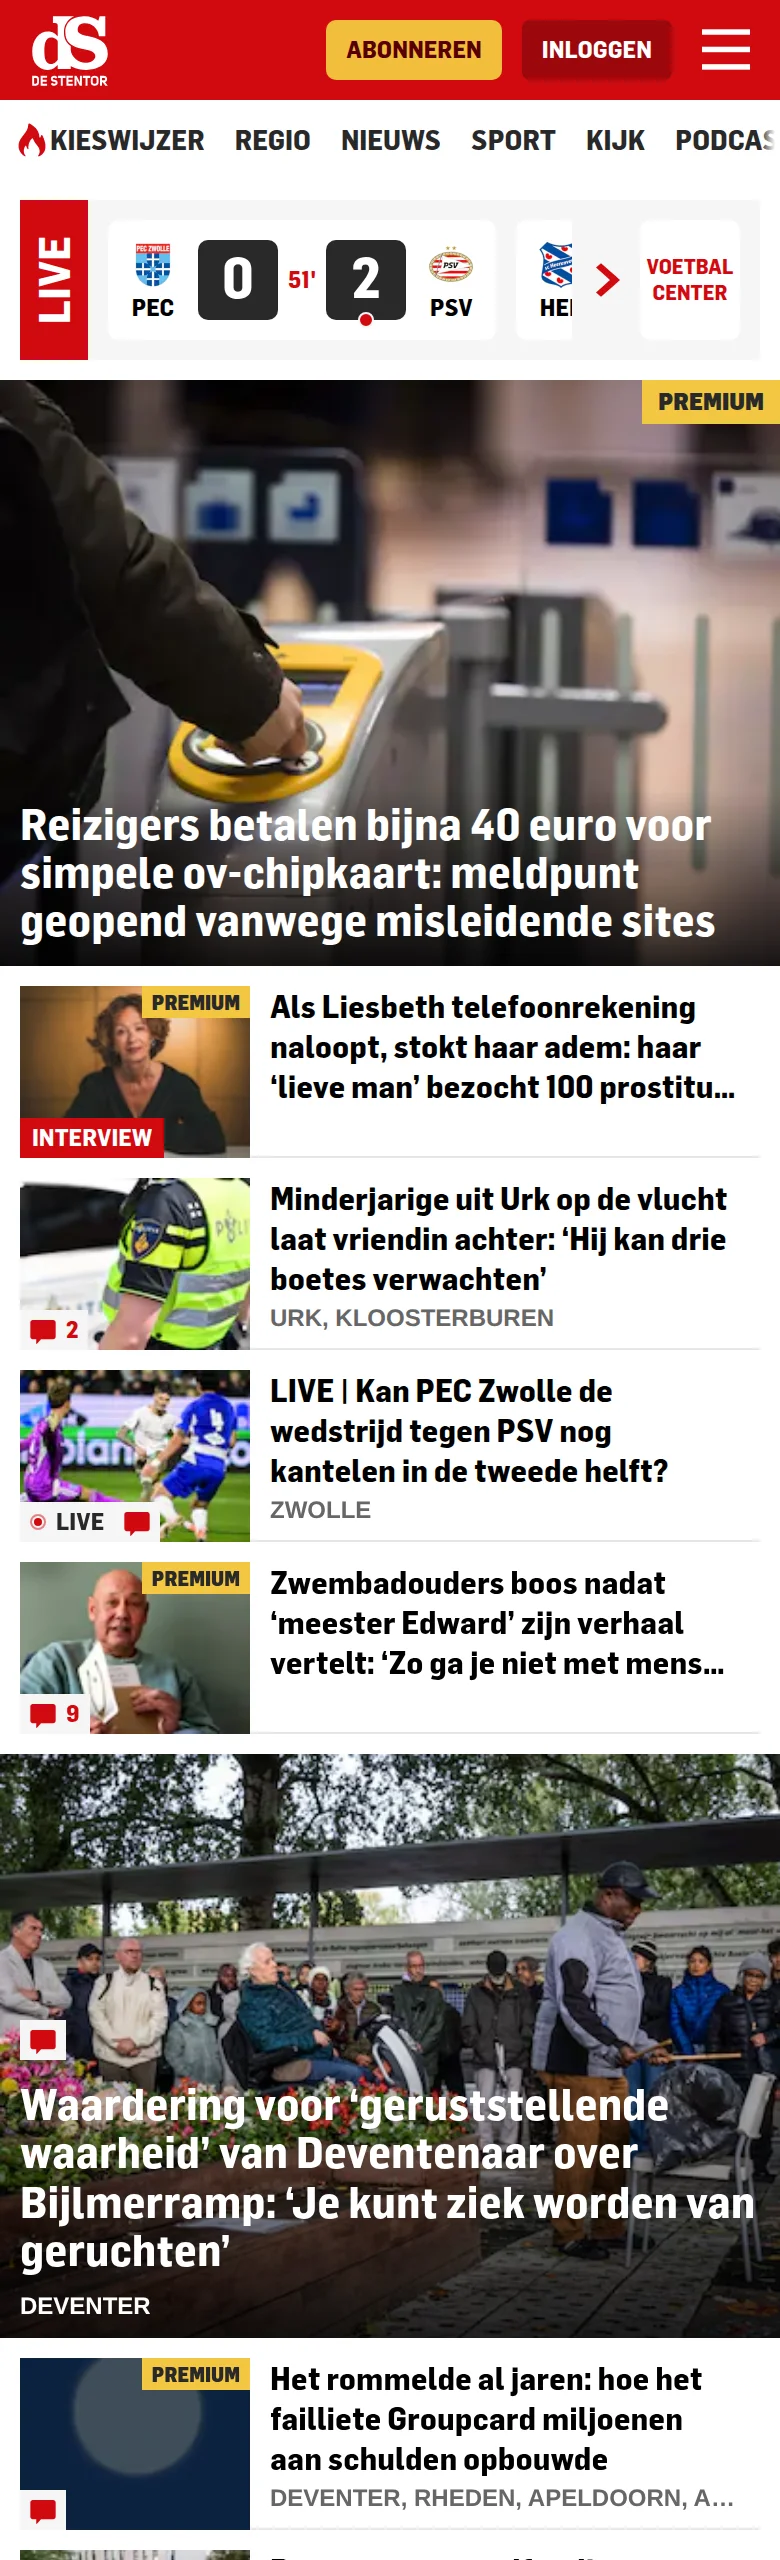 dS
DE STENTOR
ABONNEREN
INLOGGEN
KIESWIJZER REGIO NIEUWS SPORT KIJK PODCAS
LIVE
PEC ZWOLLE
PEC
0
51'
2
PSV
PSV
HEE
VOETBAL
CENTER
PREMIUM
Reizigers betalen bijna 40 euro voor
simpele ov-chipkaart: meldpunt
geopend vanwege misleidende sites
PREMIUM
INTERVIEW
Als Liesbeth telefoonrekening
naloopt, stokt haar adem: haar
‘lieve man’ bezocht 100 prostitu...
2
Minderjarige uit Urk op de vlucht
laat vriendin achter: ‘Hij kan drie
boetes verwachten’
URK, KLOOSTERBUREN
LIVE
LIVE | Kan PEC Zwolle de
wedstrijd tegen PSV nog
kantelen in de tweede helft?
ZWOLLE
PREMIUM
9
Zwembadouders boos nadat
‘meester Edward’ zijn verhaal
vertelt: ‘Zo ga je niet met mens...
Waardering voor ‘geruststellende
waarheid’ van Deventenaar over
Bijlmerramp: ‘Je kunt ziek worden van
geruchten’
DEVENTER
PREMIUM
Het rommelde al jaren: hoe het
failliete Groupcard miljoenen
aan schulden opbouwde
DEVENTER, RHEDEN, APELDOORN, A...